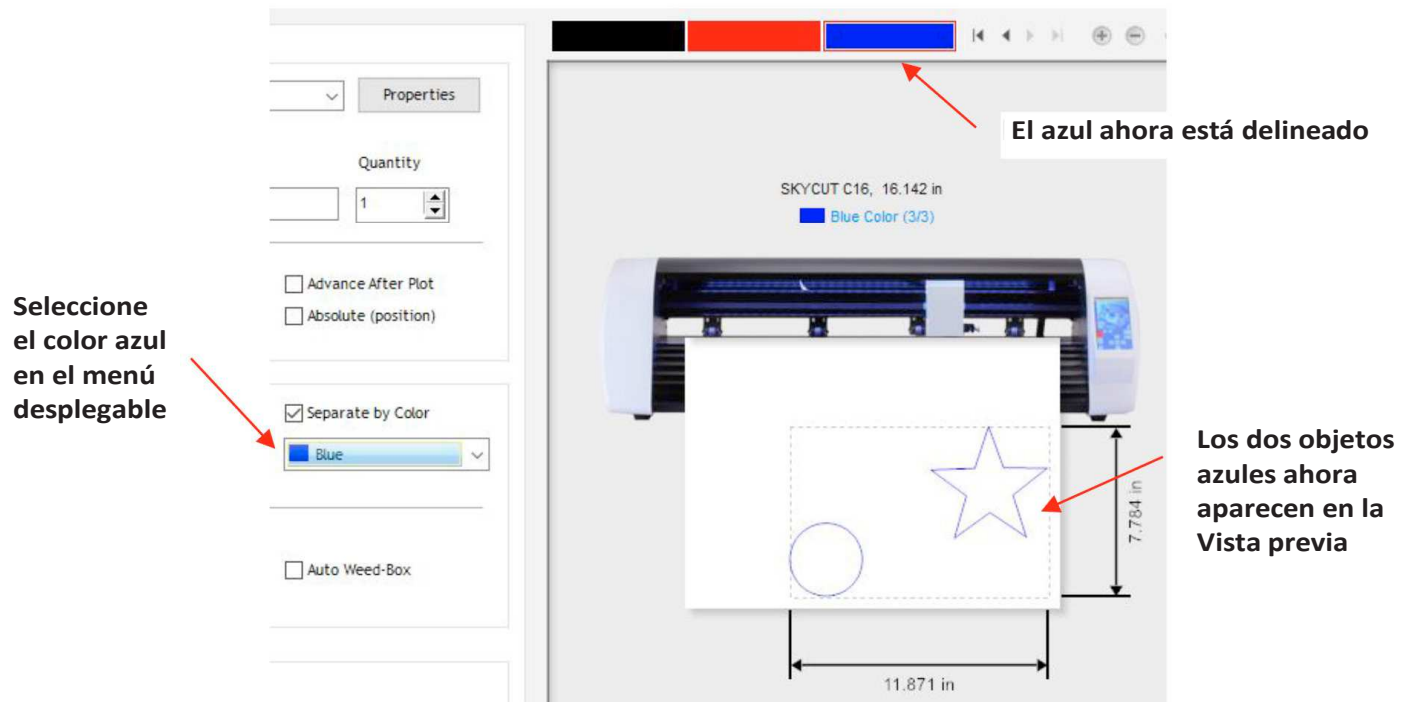 El azul ahora está delineado
Properties
Quantity
1
SKYCUT C16, 16.142 in
Blue Color (3/3)
Advance After Plot
Absolute (position)
Seleccione
el color azul
en el menú
desplegable
Separate by Color
Blue
Auto Weed-Box
Los dos objetos
azules ahora
aparecen en la
Vista previa
7.784 in
11.871 in